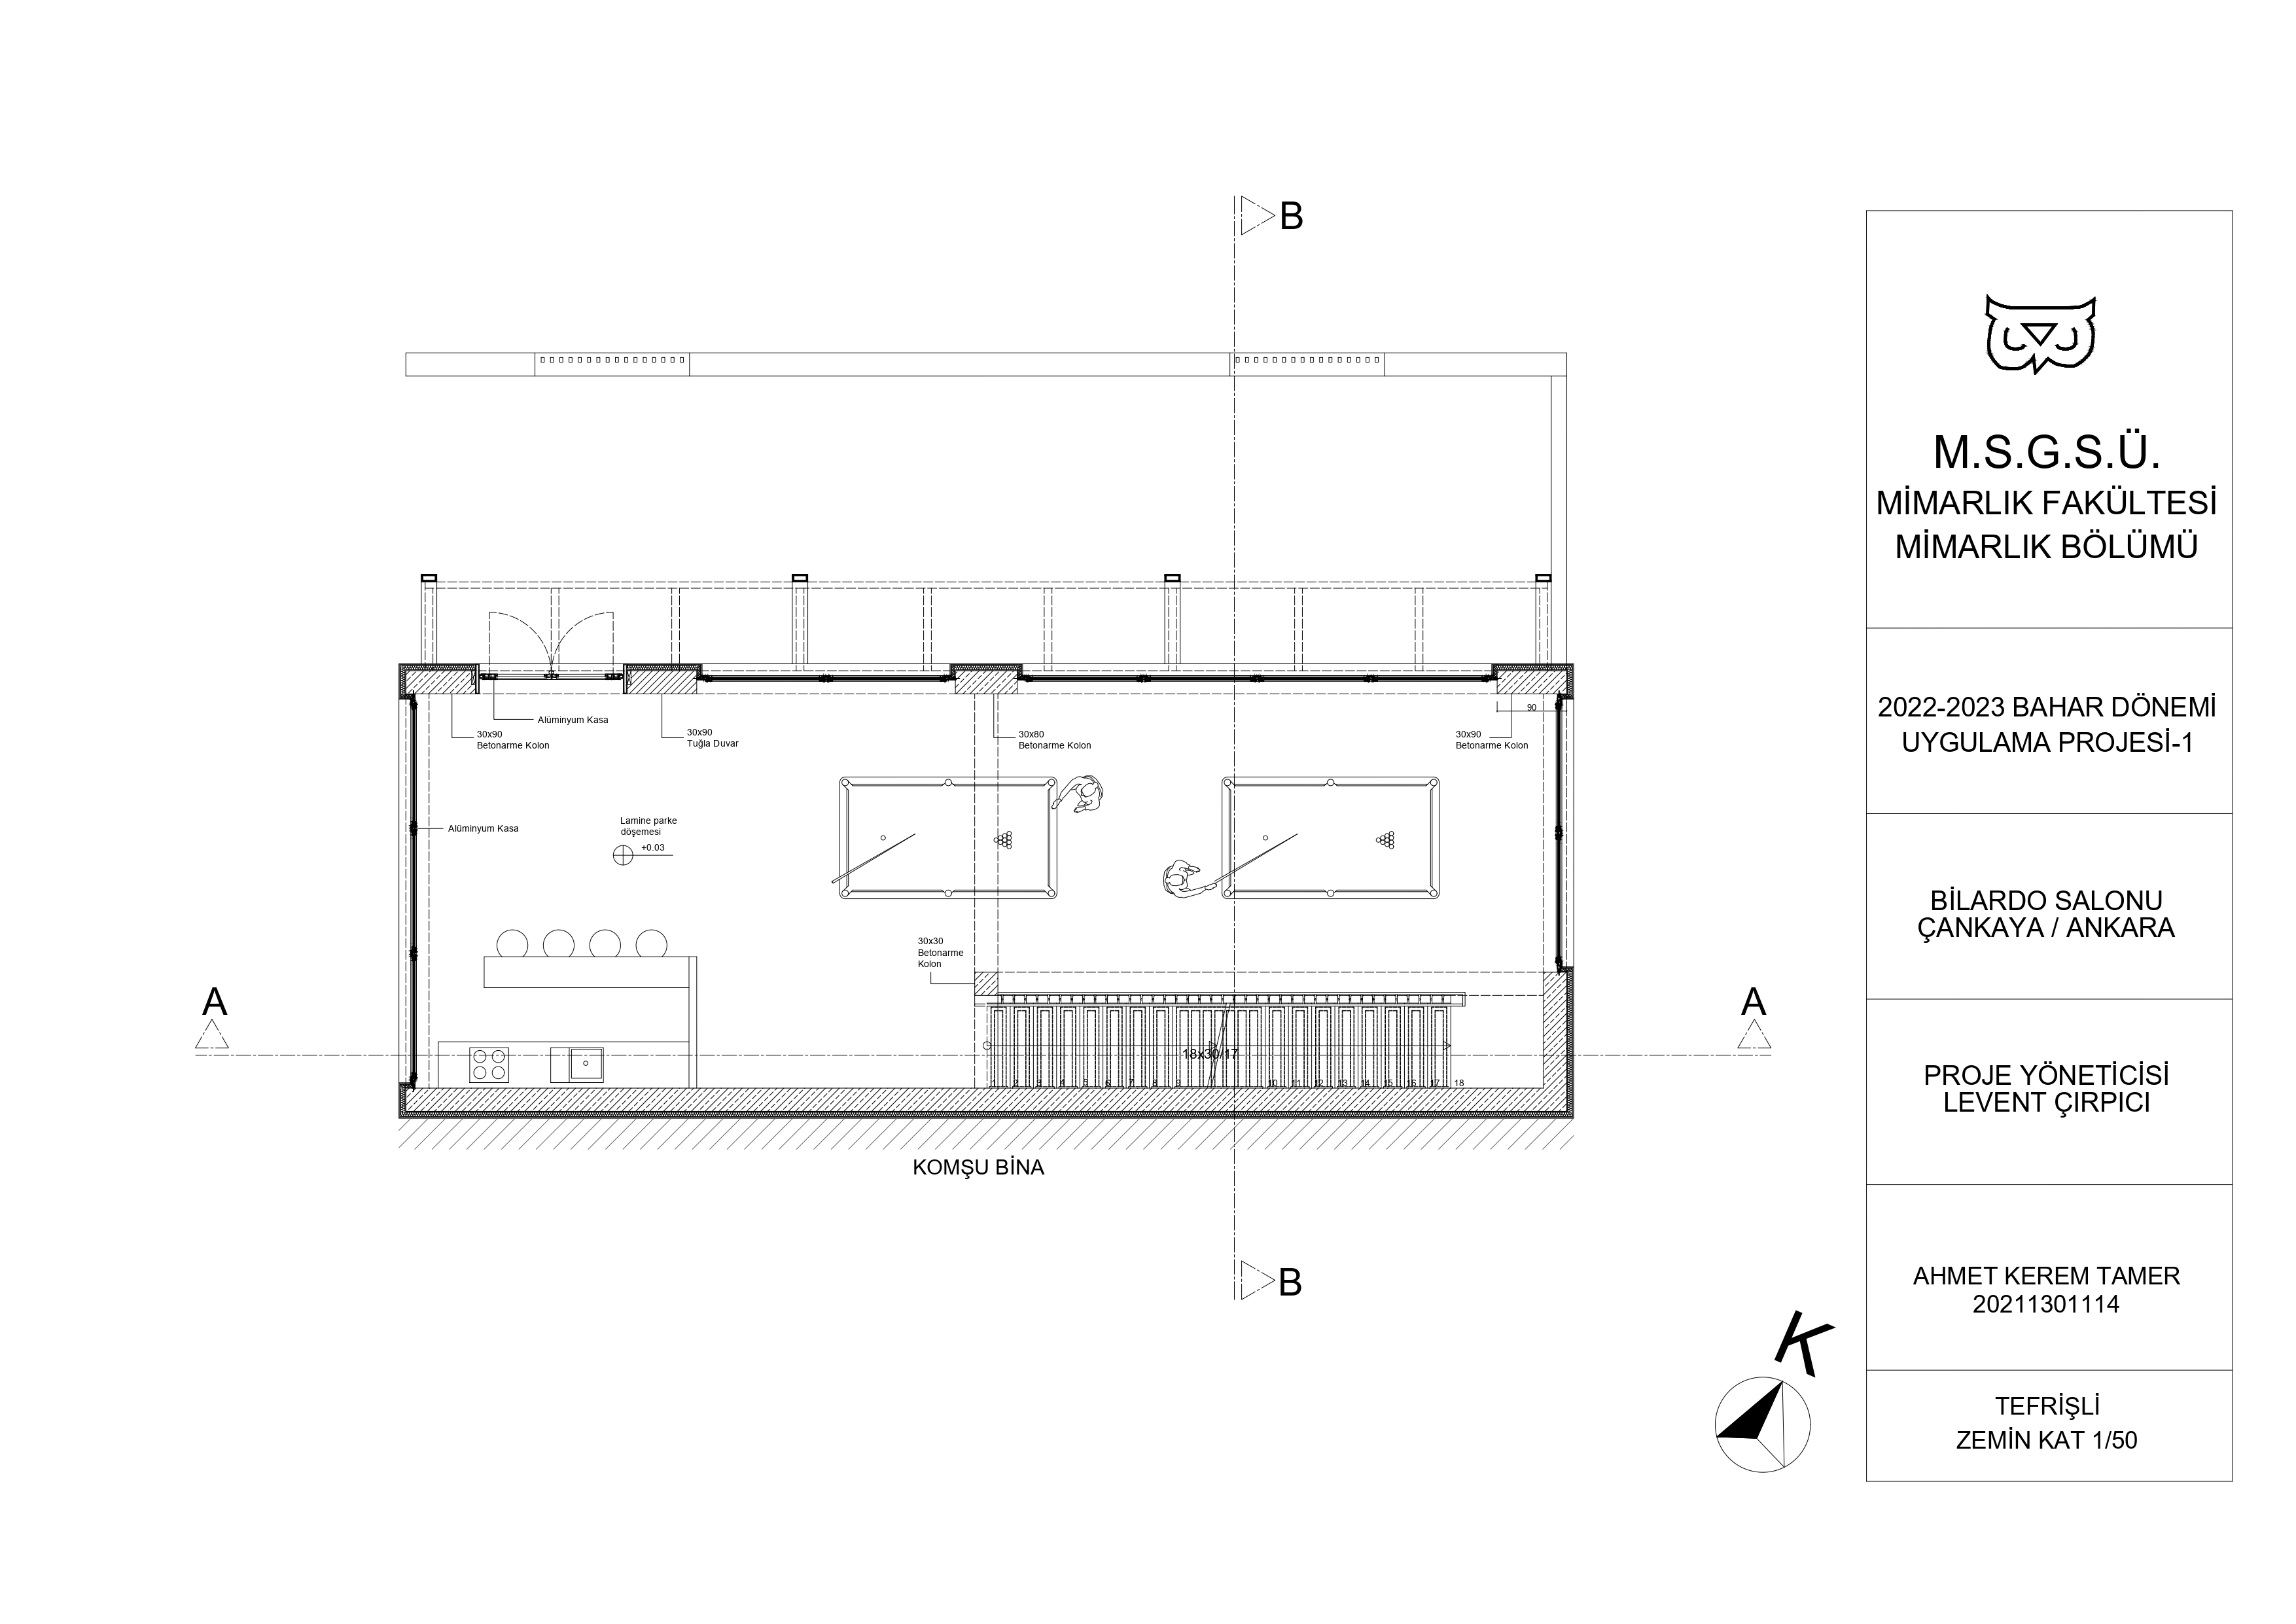 B
M.S.G.S.Ü.
MİMARLIK FAKÜLTESİ
MİMARLIK BÖLÜMÜ
2022-2023 BAHAR DÖNEMİ
UYGULAMA PROJESİ-1
BİLARDO SALONU
ÇANKAYA / ANKARA
PROJE YÖNETİCİSİ
LEVENT ÇIRPICI
AHMET KEREM TAMER
20211301114
TEFRİŞLİ
ZEMİN KAT 1/50
90
Alüminyum Kasa
30x90
Betonarme Kolon
30x90
Tuğla Duvar
30x80
Betonarme Kolon
30x90
Betonarme Kolon
Alüminyum Kasa
Lamine parke
döşemesi
+0.03
30x30
Betonarme
Kolon
A
A
18x30/17
1 2 3 4 5 6 7 8 9 10 11 12 13 14 15 16 17 18
KOMŞU BİNA
B
K